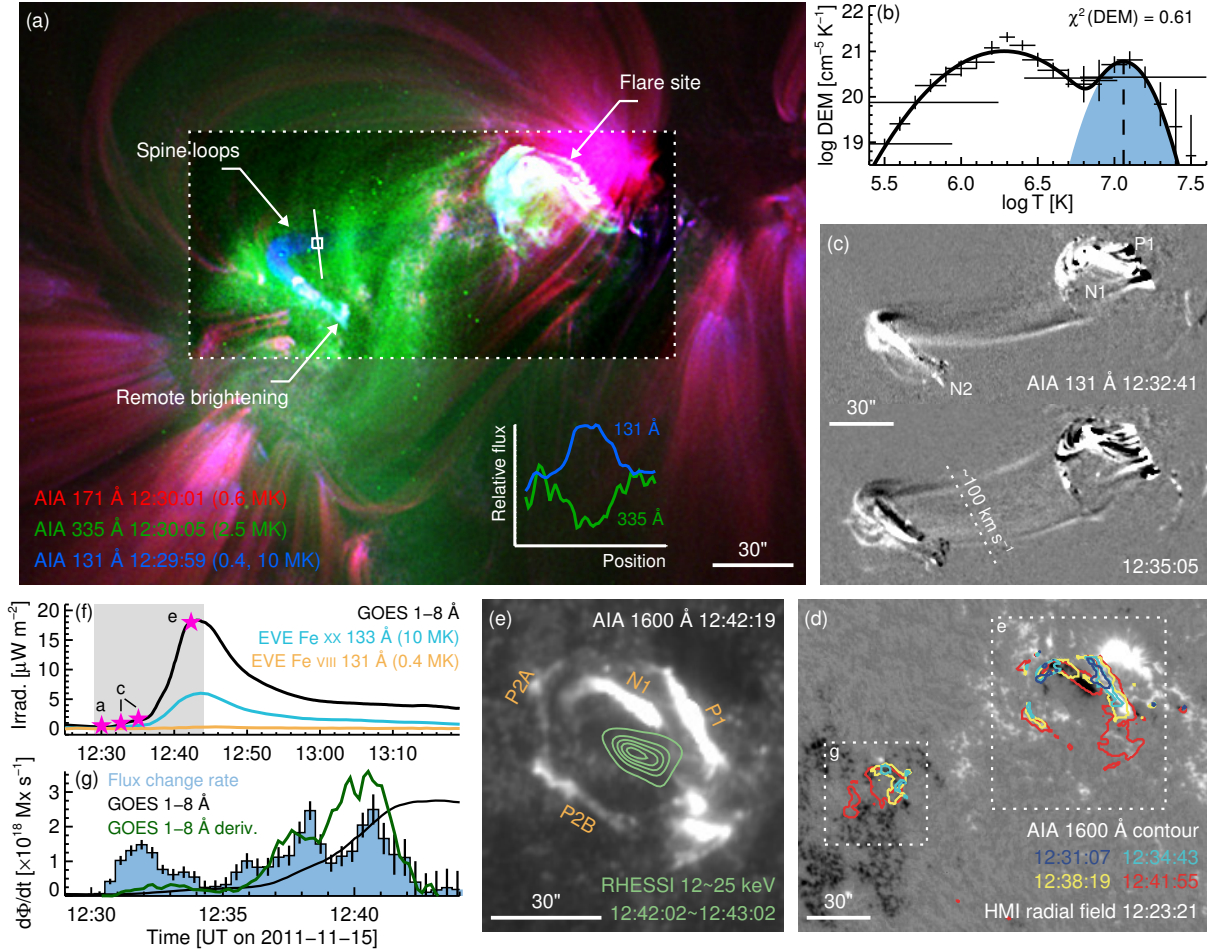 (a)
Flare site
Spine loops
Remote brightening
AIA 171 Å 12:30:01 (0.6 MK)
AIA 335 Å 12:30:05 (2.5 MK)
AIA 131 Å 12:29:59 (0.4, 10 MK)
Relative flux
131 Å
335 Å
Position
30"
(b)
χ²(DEM) = 0.61
log DEM [cm⁻⁵ K⁻¹]
22
21
20
19
5.5 6.0 6.5 7.0 7.5
log T [K]
(c)
P1
N1
N2
AIA 131 Å 12:32:41
30"
~100 km s⁻¹
12:35:05
(f)
GOES 1−8 Å
EVE Fe XX 133 Å (10 MK)
EVE Fe VIII 131 Å (0.4 MK)
Irrad. [μW m⁻²]
20
15
10
5
0
a
c
e
12:30 12:40 12:50 13:00 13:10
(g)
Flux change rate
GOES 1−8 Å
GOES 1−8 Å deriv.
dΦ/dt [×10¹⁸ Mx s⁻¹]
3
2
1
0
12:30 12:35 12:40
Time [UT on 2011−11−15]
(e)
AIA 1600 Å 12:42:19
P2A
N1
P1
P2B
RHESSI 12~25 keV
12:42:02~12:43:02
30"
(d)
e
g
AIA 1600 Å contour
12:31:07 12:34:43
12:38:19 12:41:55
30"
HMI radial field 12:23:21